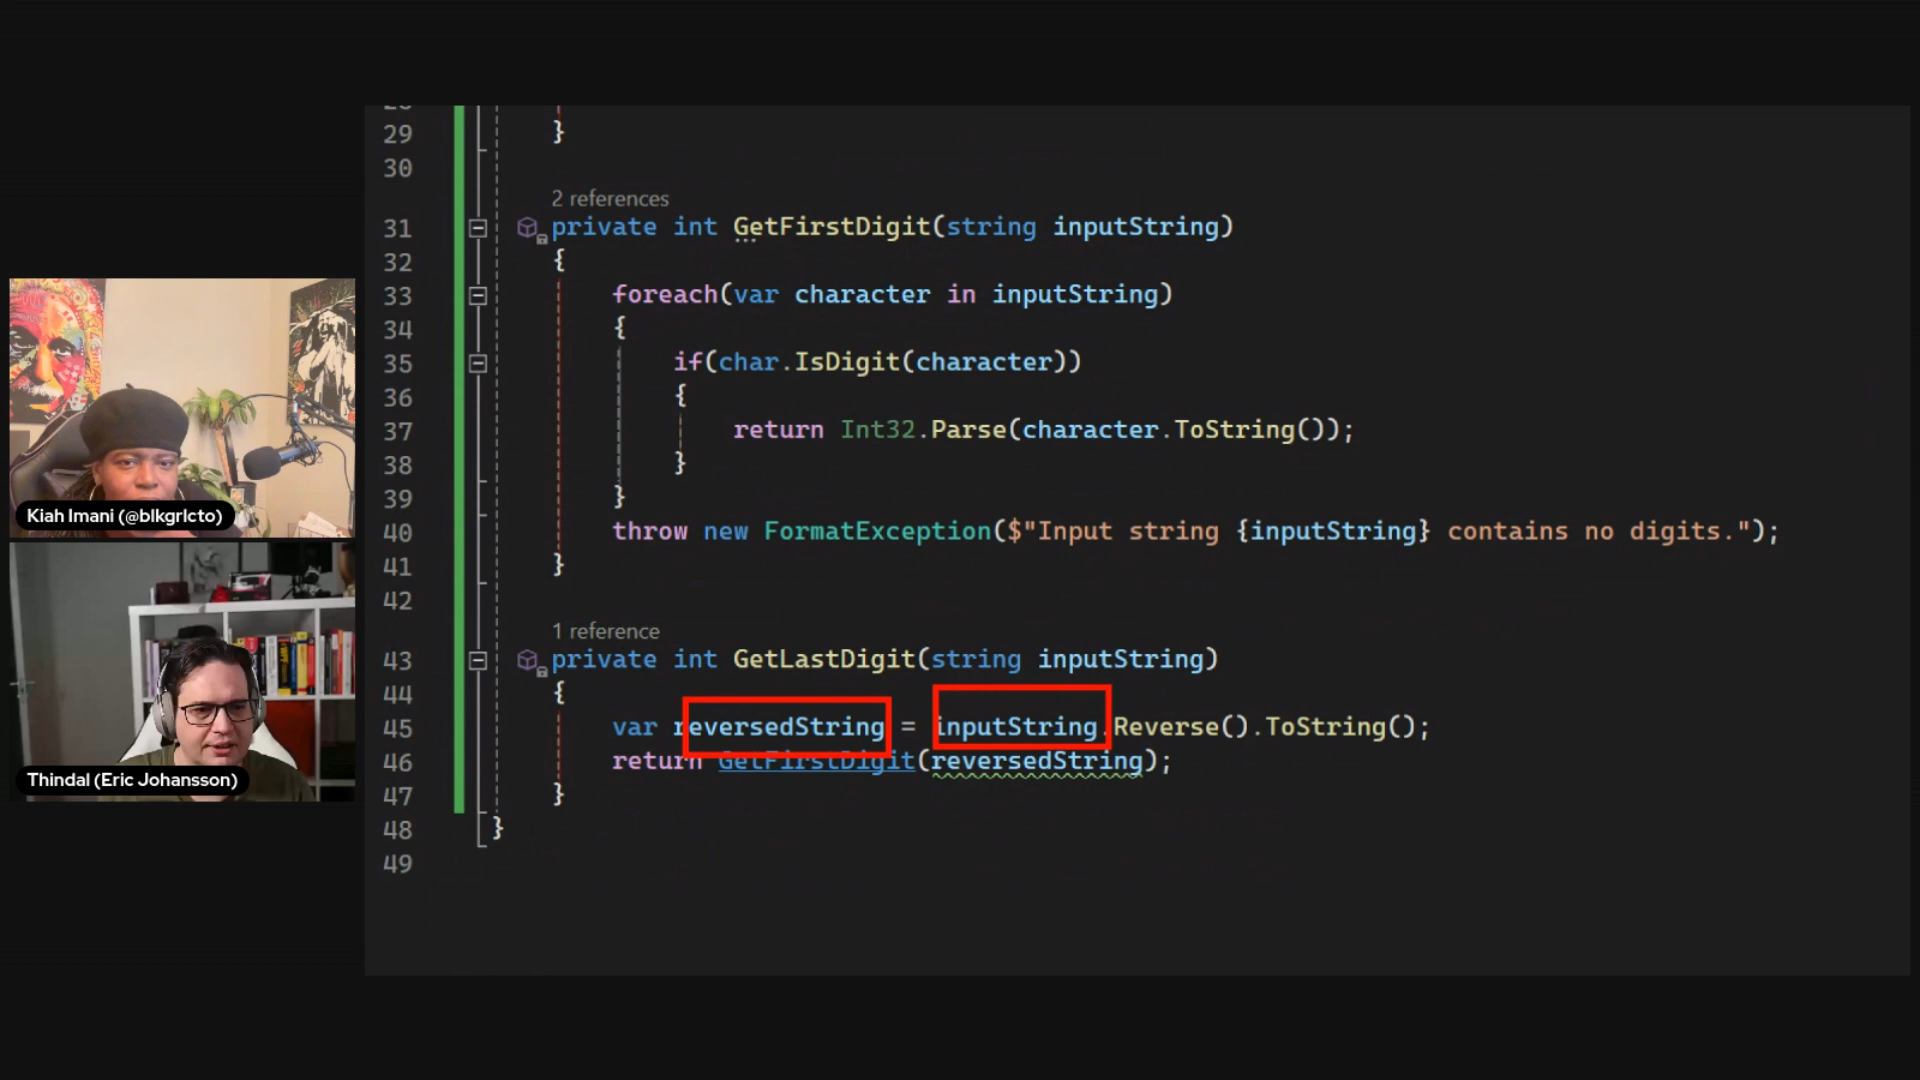 29 }
30
2 references
31 private int GetFirstDigit(string inputString)
32 {
33 foreach(var character in inputString)
34 {
35 if(char.IsDigit(character))
36 {
37 return Int32.Parse(character.ToString());
38 }
39 }
40 throw new FormatException($"Input string {inputString} contains no digits.");
41 }
42
1 reference
43 private int GetLastDigit(string inputString)
44 {
45 var reversedString = inputString.Reverse().ToString();
46 return GetFirstDigit(reversedString);
47 }
48 }
49
Kiah Imani (@blkgrlcto)
Thindal (Eric Johansson)